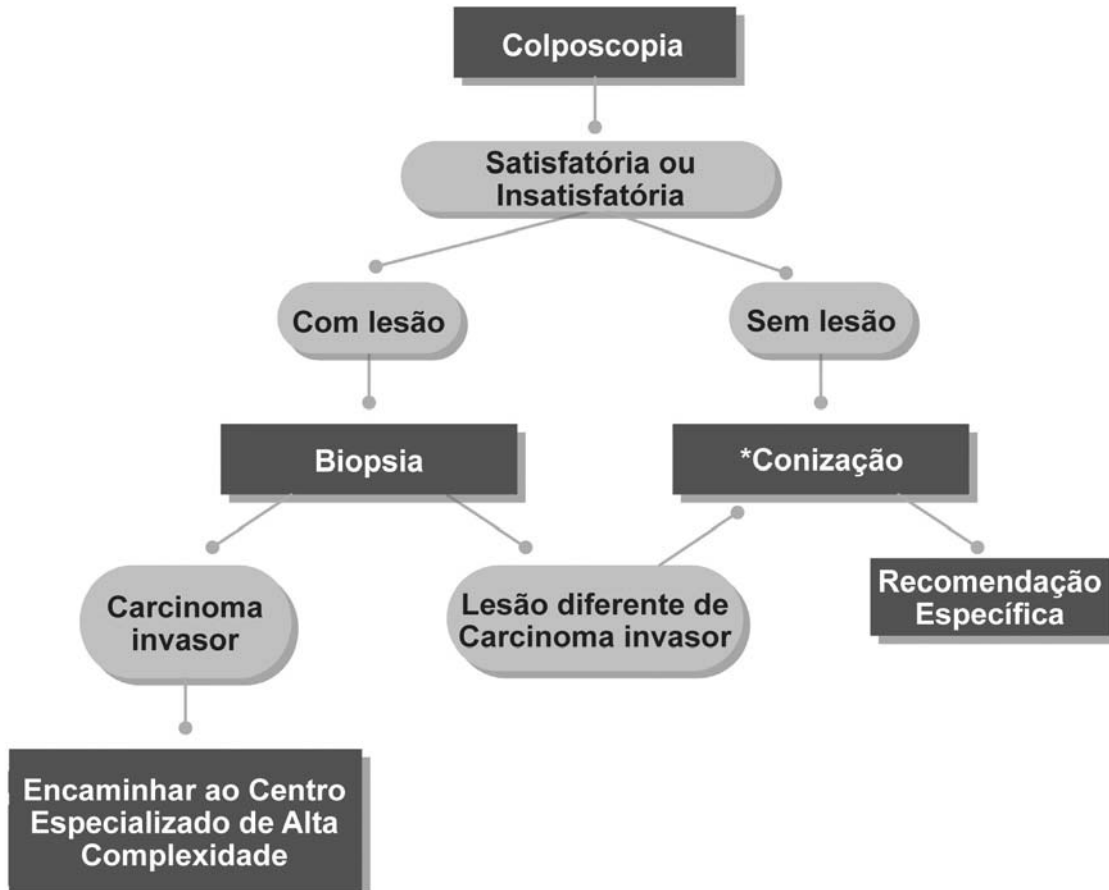 Colposcopia
Satisfatória ou
Insatisfatória
Com lesão
Sem lesão
Biopsia
*Conização
Carcinoma
invasor
Lesão diferente de
Carcinoma invasor
Recomendação
Específica
Encaminhar ao Centro
Especializado de Alta
Complexidade